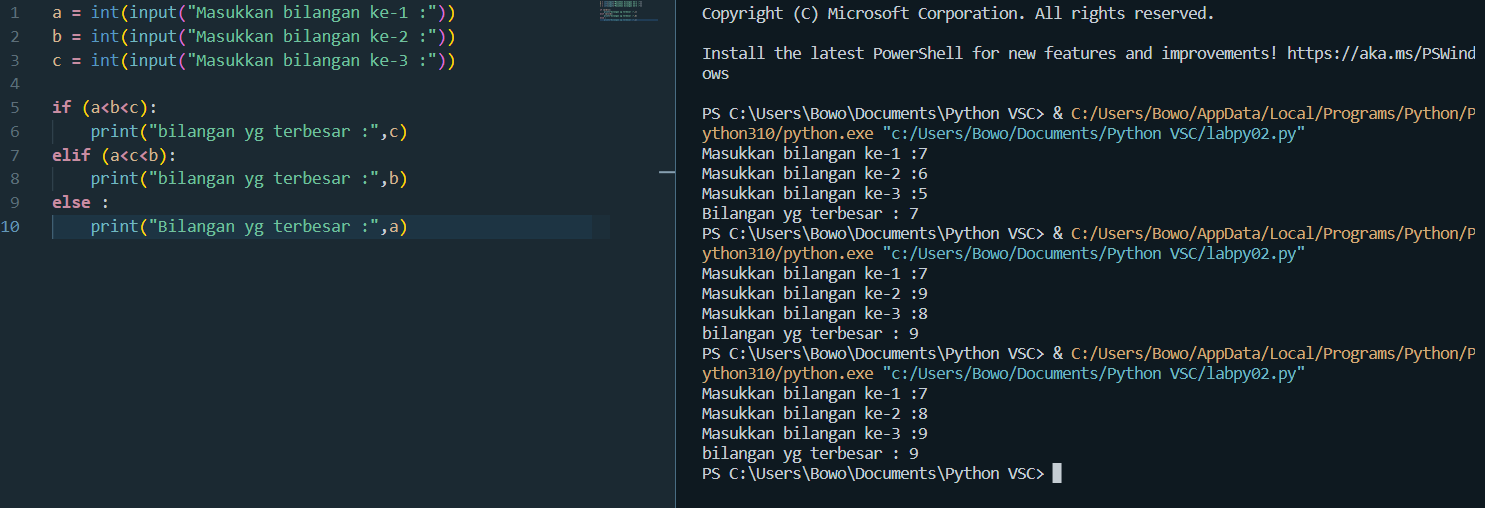 1 a = int(input("Masukkan bilangan ke-1 :"))
2 b = int(input("Masukkan bilangan ke-2 :"))
3 c = int(input("Masukkan bilangan ke-3 :"))
4
5 if (a<b<c):
6     print("bilangan yg terbesar :",c)
7 elif (a<c<b):
8     print("bilangan yg terbesar :",b)
9 else :
10     print("Bilangan yg terbesar :",a)
Copyright (C) Microsoft Corporation. All rights reserved.
Install the latest PowerShell for new features and improvements! https://aka.ms/PSWind
ows
PS C:\Users\Bowo\Documents\Python VSC> & C:/Users/Bowo/AppData/Local/Programs/Python/P
ython310/python.exe "c:/Users/Bowo/Documents/Python VSC/labpy02.py"
Masukkan bilangan ke-1 :7
Masukkan bilangan ke-2 :6
Masukkan bilangan ke-3 :5
Bilangan yg terbesar : 7
PS C:\Users\Bowo\Documents\Python VSC> & C:/Users/Bowo/AppData/Local/Programs/Python/P
ython310/python.exe "c:/Users/Bowo/Documents/Python VSC/labpy02.py"
Masukkan bilangan ke-1 :7
Masukkan bilangan ke-2 :9
Masukkan bilangan ke-3 :8
bilangan yg terbesar : 9
PS C:\Users\Bowo\Documents\Python VSC> & C:/Users/Bowo/AppData/Local/Programs/Python/P
ython310/python.exe "c:/Users/Bowo/Documents/Python VSC/labpy02.py"
Masukkan bilangan ke-1 :7
Masukkan bilangan ke-2 :8
Masukkan bilangan ke-3 :9
bilangan yg terbesar : 9
PS C:\Users\Bowo\Documents\Python VSC>